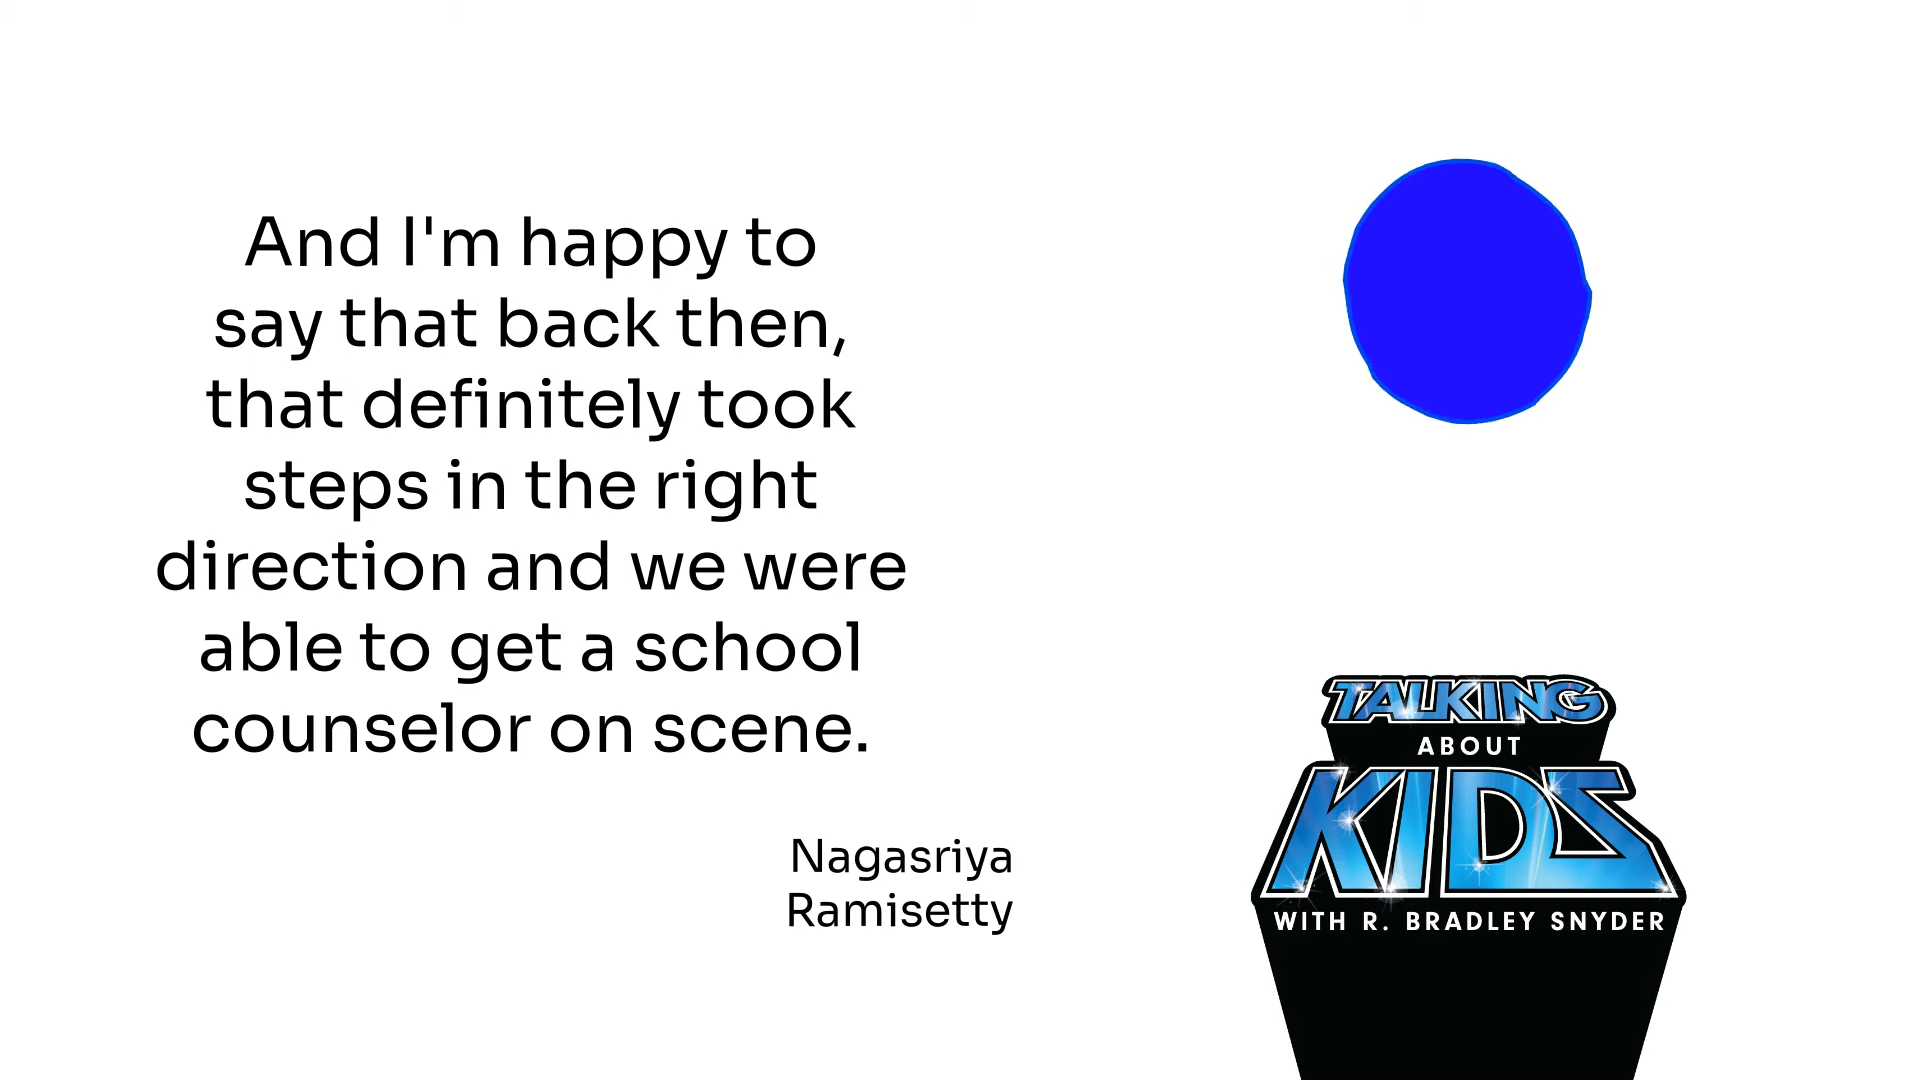 And I'm happy to
say that back then,
that definitely took
steps in the right
direction and we were
able to get a school
counselor on scene.
Nagasriya
Ramisetty
TALKING
ABOUT
KIDS
WITH R. BRADLEY SNYDER